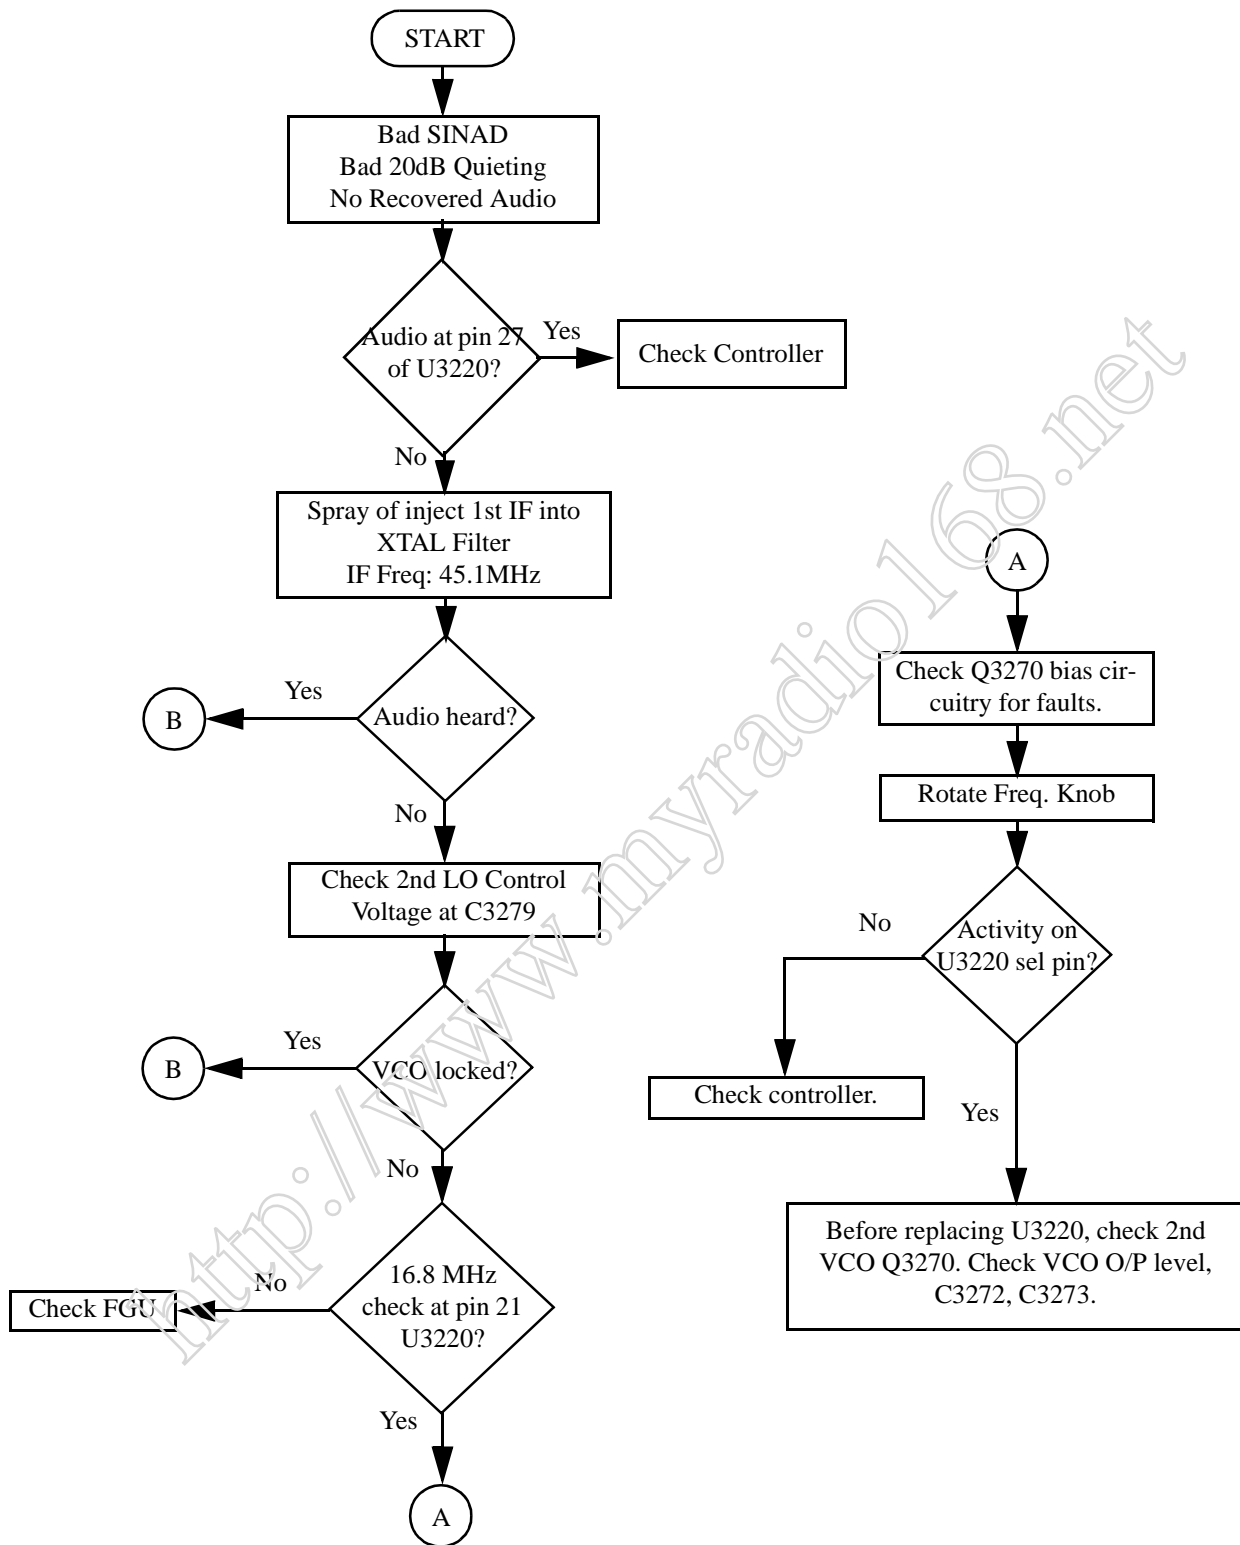 START
Bad SINAD
Bad 20dB Quieting
No Recovered Audio
Audio at pin 27
of U3220?
Yes
Check Controller
No
Spray of inject 1st IF into
XTAL Filter
IF Freq: 45.1MHz
Audio heard?
Yes
B
No
Check 2nd LO Control
Voltage at C3279
VCO locked?
Yes
B
No
16.8 MHz
check at pin 21
U3220?
No
Check FGU
Yes
A
A
Check Q3270 bias cir-
cuitry for faults.
Rotate Freq. Knob
Activity on
U3220 sel pin?
No
Check controller.
Yes
Before replacing U3220, check 2nd
VCO Q3270. Check VCO O/P level,
C3272, C3273.
http://www.myradio168.net